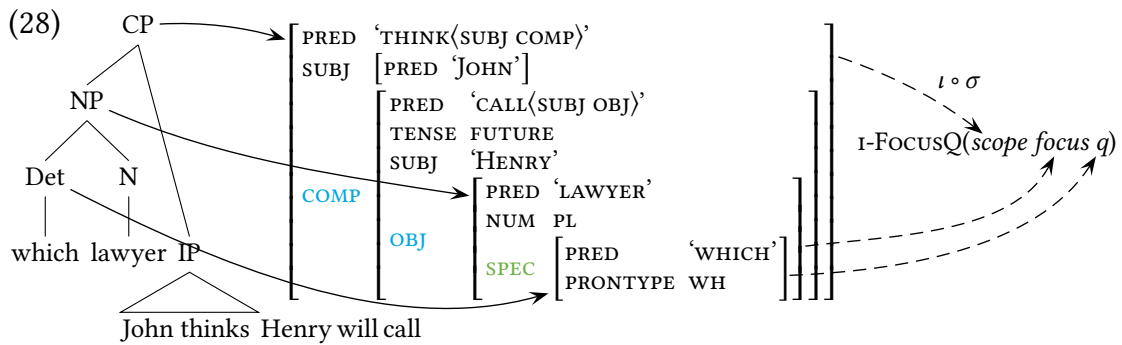 (28)
CP
PRED ‘THINK⟨SUBJ COMP⟩’
SUBJ [PRED ‘JOHN’]
ι ∘ σ
NP
PRED ‘CALL⟨SUBJ OBJ⟩’
TENSE FUTURE
SUBJ ‘HENRY’
I-FOCUSQ(scope focus q)
Det N
COMP
PRED ‘LAWYER’
NUM PL
OBJ
which lawyer IP
SPEC
PRED ‘WHICH’
PRONTYPE WH
John thinks Henry will call